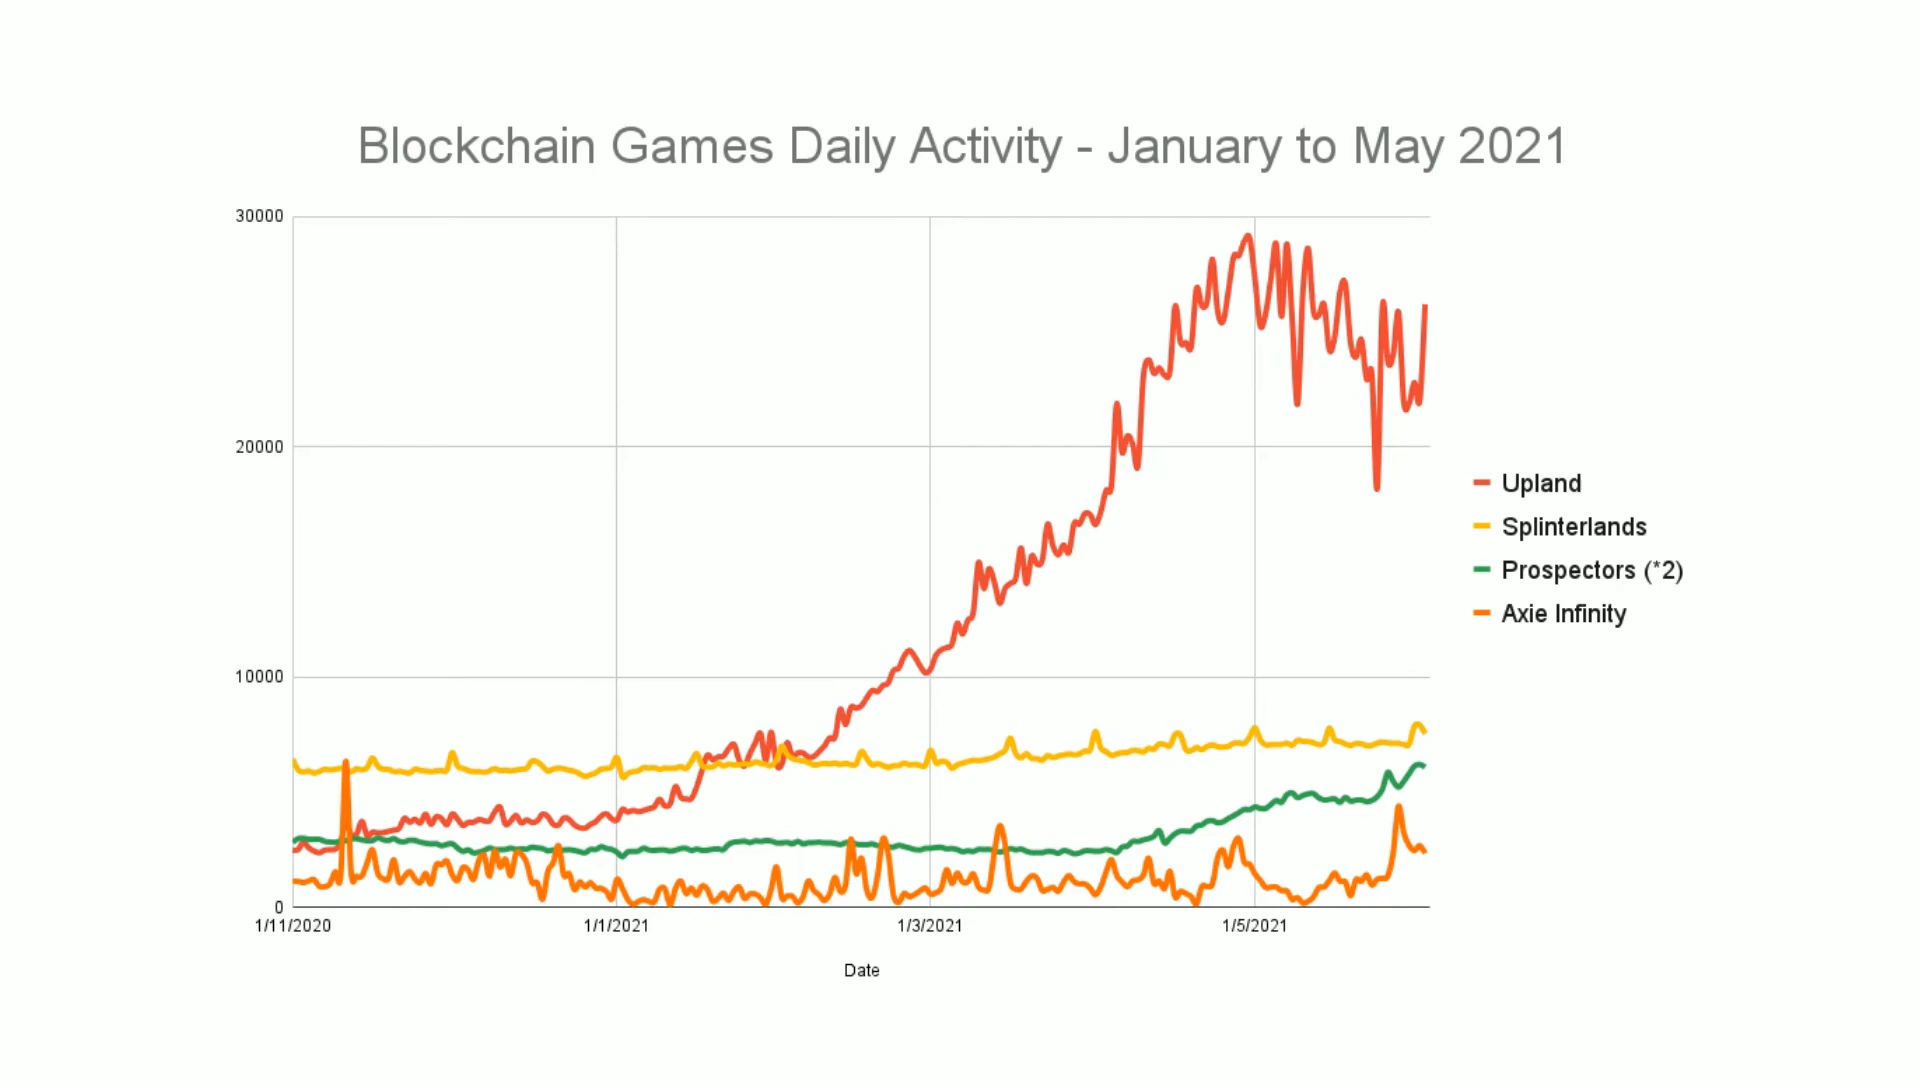 Blockchain Games Daily Activity - January to May 2021
30000
20000
10000
0
1/11/2020
1/1/2021
1/3/2021
1/5/2021
Date
Upland
Splinterlands
Prospectors (*2)
Axie Infinity